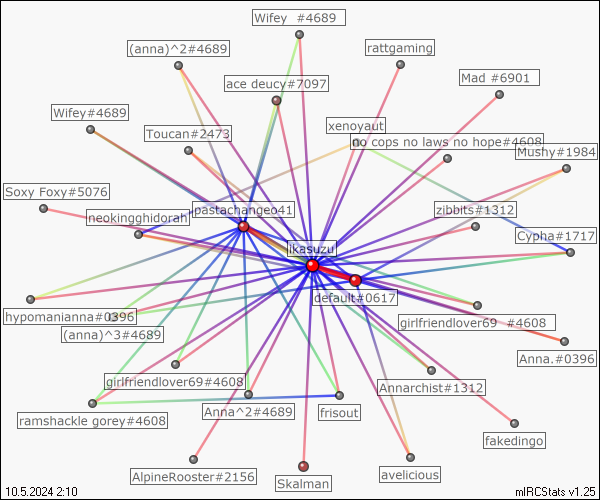 Wifey  #4689
(anna)^2#4689
rattgaming
ace deucy#7097
Mad #6901
Wifey#4689
Toucan#2473
xenoyaut
no cops no laws no hope#4608
Mushy#1984
Soxy Foxy#5076
neokingghidorah
pastachangeo41
zibbits#1312
Cypha#1717
likasuzu
default#0617
hypomanianna#0396
(anna)^3#4689
girlfriendlover69  #4608
Anna.#0396
girlfriendlover69#4608
Annarchist#1312
ramshackle gorey#4608
Anna^2#4689
frisout
fakedingo
AlpineRooster#2156
Skalman
avelicious
10.5.2024 2:10
mIRCStats v1.25